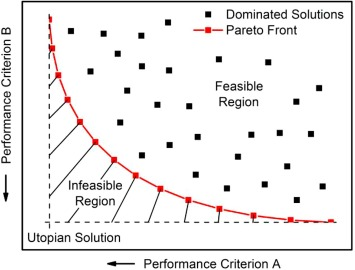 Dominated Solutions
Pareto Front
Feasible
Region
Infeasible
Region
Utopian Solution
Performance Criterion A
Performance Criterion B